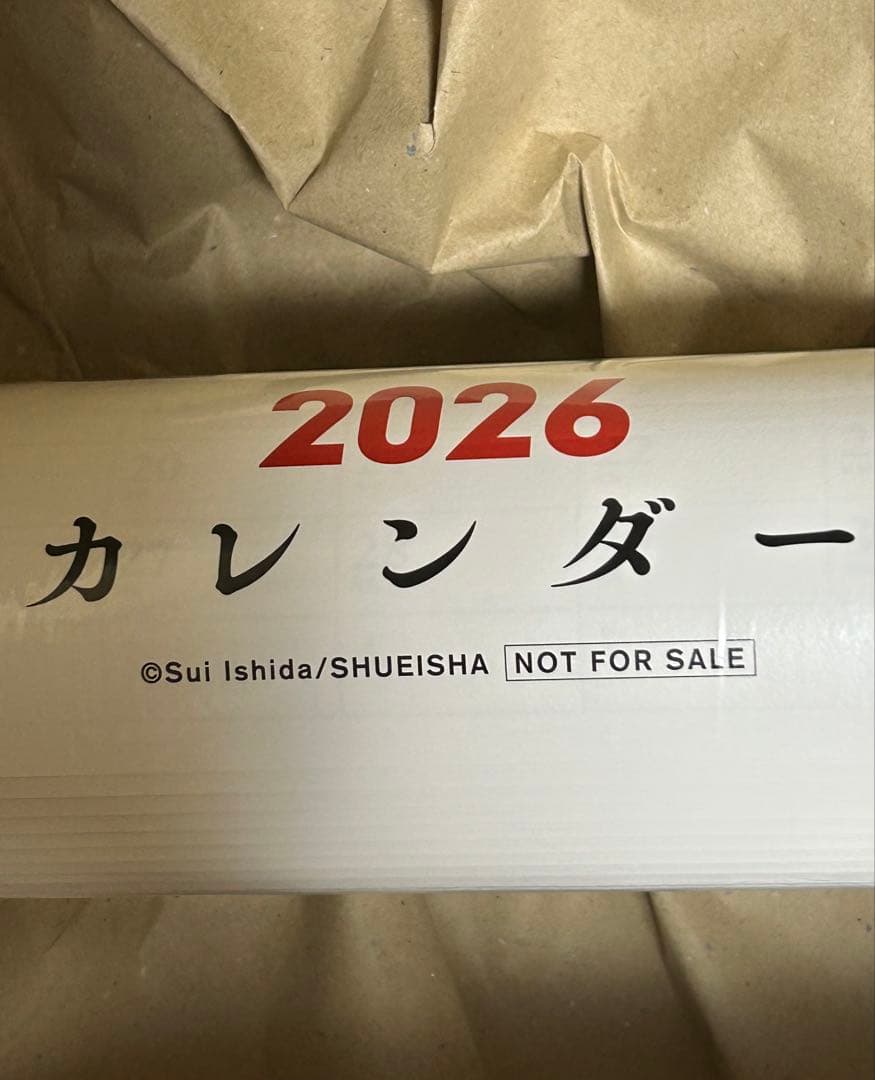 2026
カレンダー
©Sui Ishida/SHUEISHA NOT FOR SALE